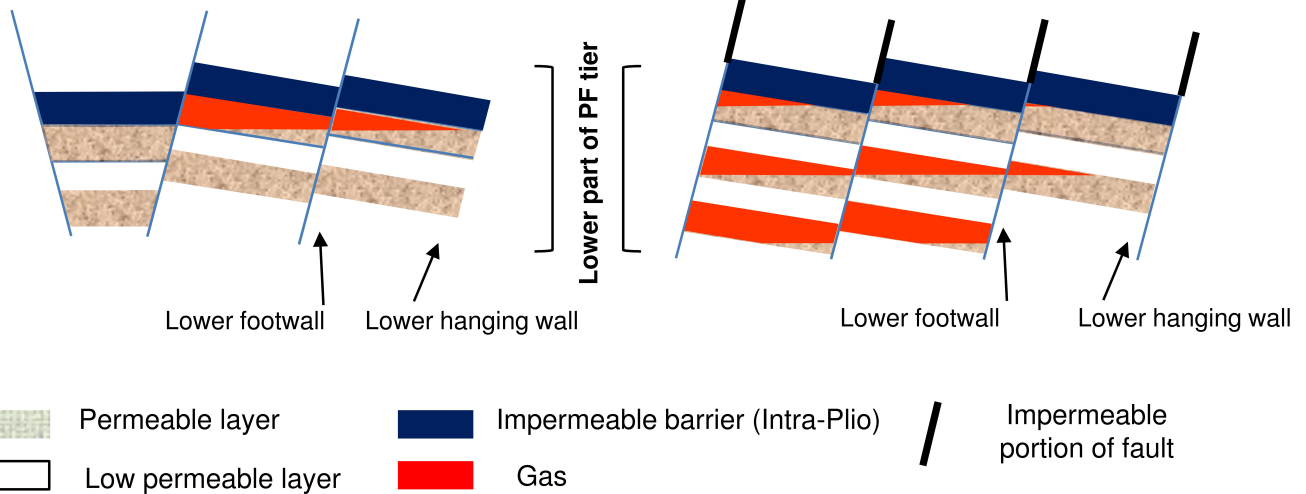 Lower part of PF tier
Lower footwall
Lower hanging wall
Lower footwall
Lower hanging wall
Permeable layer
Impermeable barrier (Intra-Plio)
Impermeable
portion of fault
Low permeable layer
Gas